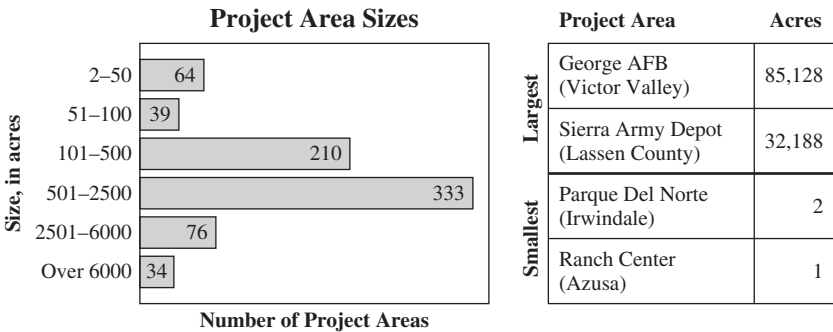 Project Area Sizes
Size, in acres
2–50 64
51–100 39
101–500 210
501–2500 333
2501–6000 76
Over 6000 34
Number of Project Areas
Project Area Acres
Largest
George AFB
(Victor Valley) 85,128
Sierra Army Depot
(Lassen County) 32,188
Smallest
Parque Del Norte
(Irwindale) 2
Ranch Center
(Azusa) 1